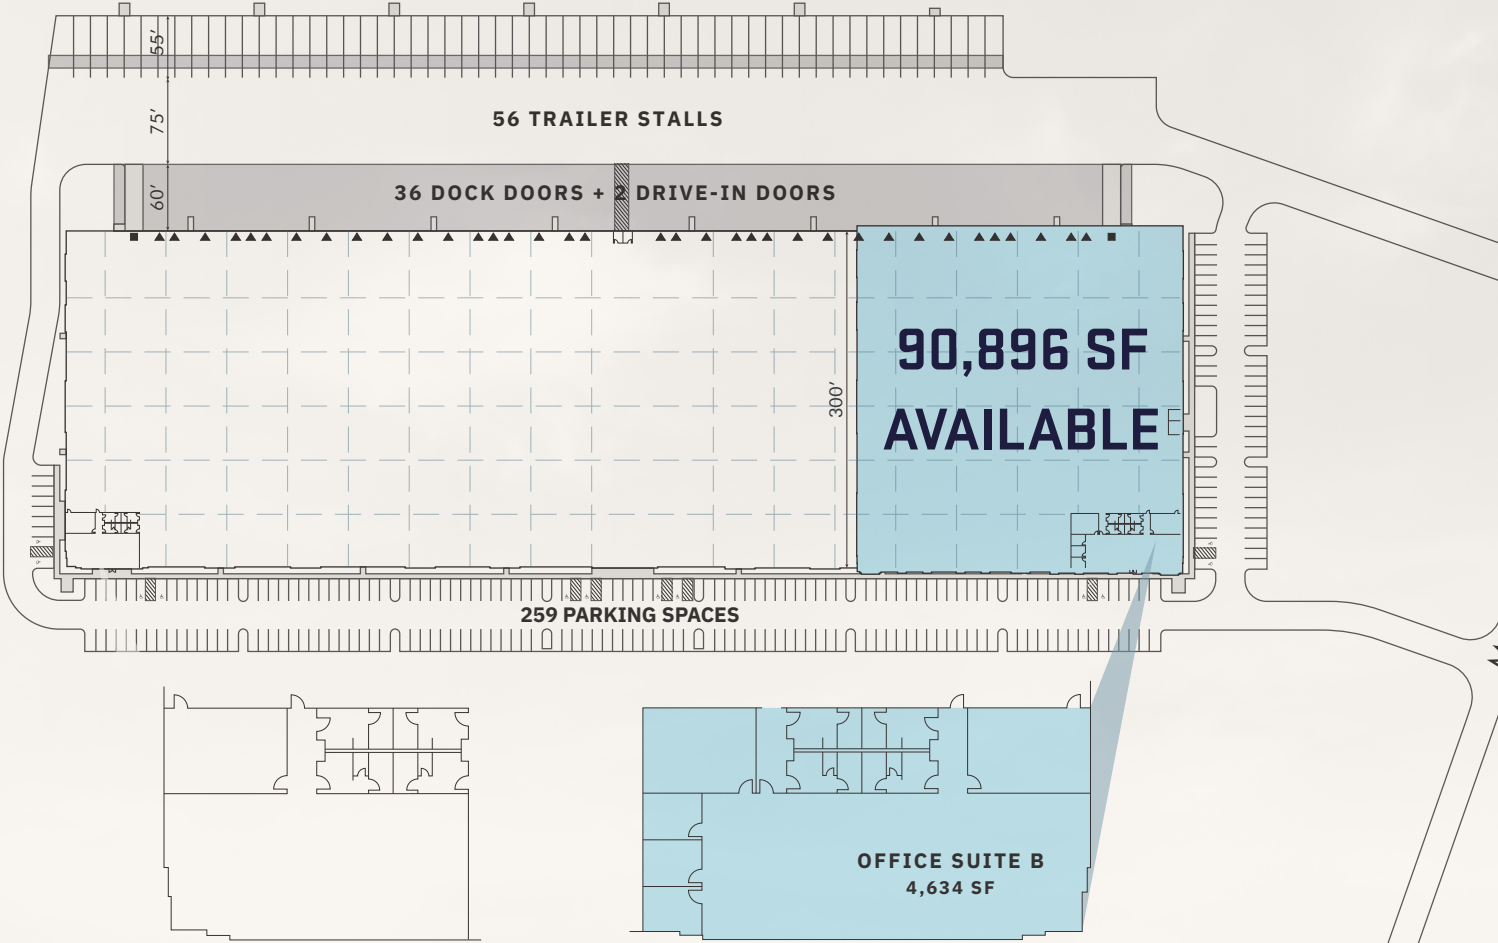 55′
56 TRAILER STALLS
75′
36 DOCK DOORS + 2 DRIVE-IN DOORS
60′
90,896 SF
AVAILABLE
300′
259 PARKING SPACES
OFFICE SUITE B
4,634 SF